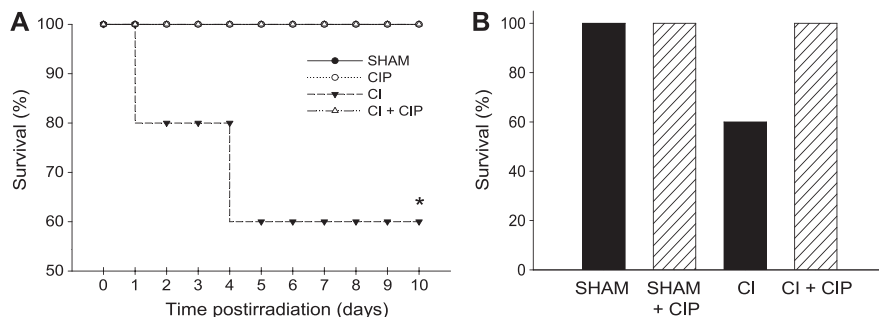 A
100
90
80
70
60
50
Survival (%)
SHAM
CIP
CI
CI + CIP
*
0 1 2 3 4 5 6 7 8 9 10
Time postirradiation (days)
B
100
80
60
40
20
0
Survival (%)
SHAM SHAM CI CI + CIP
+ CIP